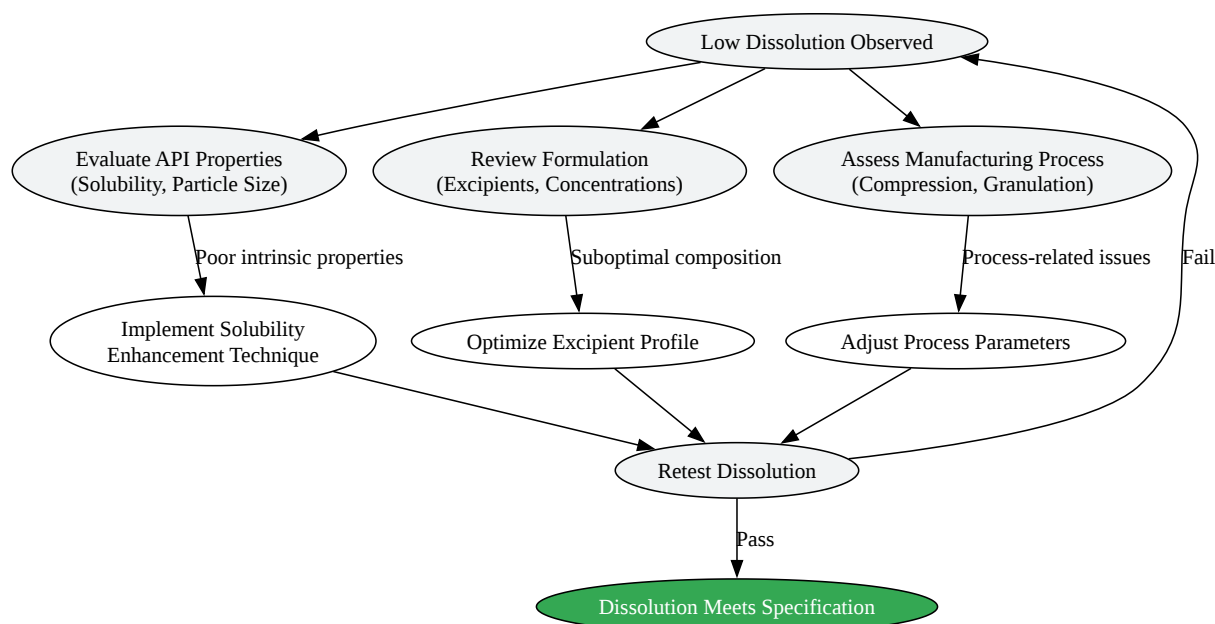 Low Dissolution Observed
Evaluate API Properties
(Solubility, Particle Size)
Review Formulation
(Excipients, Concentrations)
Assess Manufacturing Process
(Compression, Granulation)
Poor intrinsic properties
Suboptimal composition
Process-related issues
Fail
Implement Solubility
Enhancement Technique
Optimize Excipient Profile
Adjust Process Parameters
Retest Dissolution
Pass
Dissolution Meets Specification